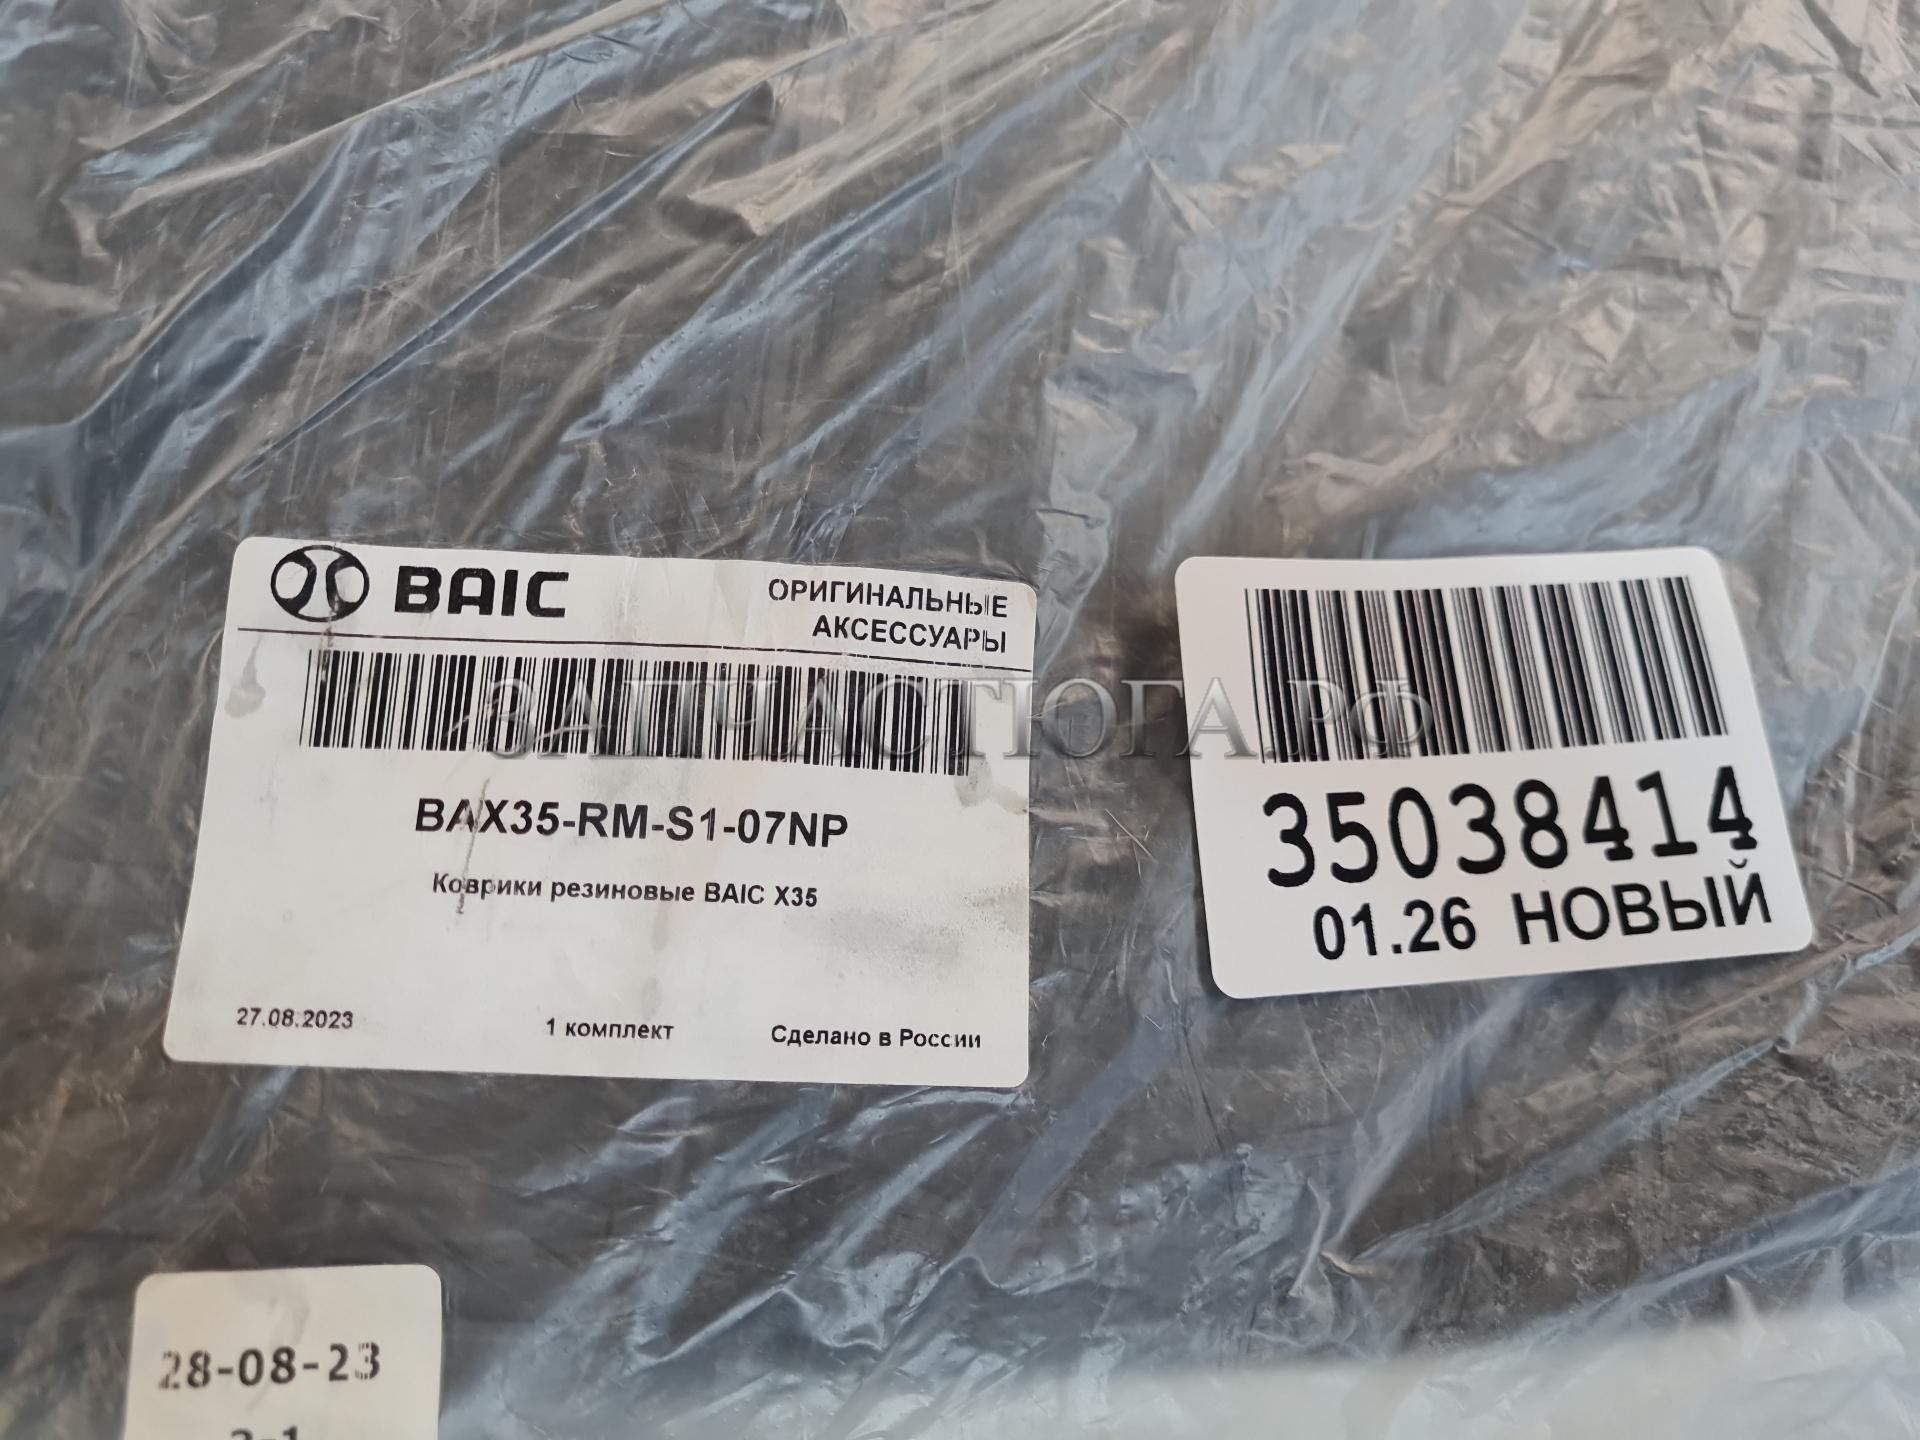 BAIC
ОРИГИНАЛЬНЫЕ
АКСЕССУАРЫ
BAX35-RM-S1-07NP
Коврики резиновые BAIC X35
27.08.2023 1 комплект Сделано в России
35038414
01.26 НОВЫЙ
ЗАПЧАСТЮГА.РФ
28-08-23